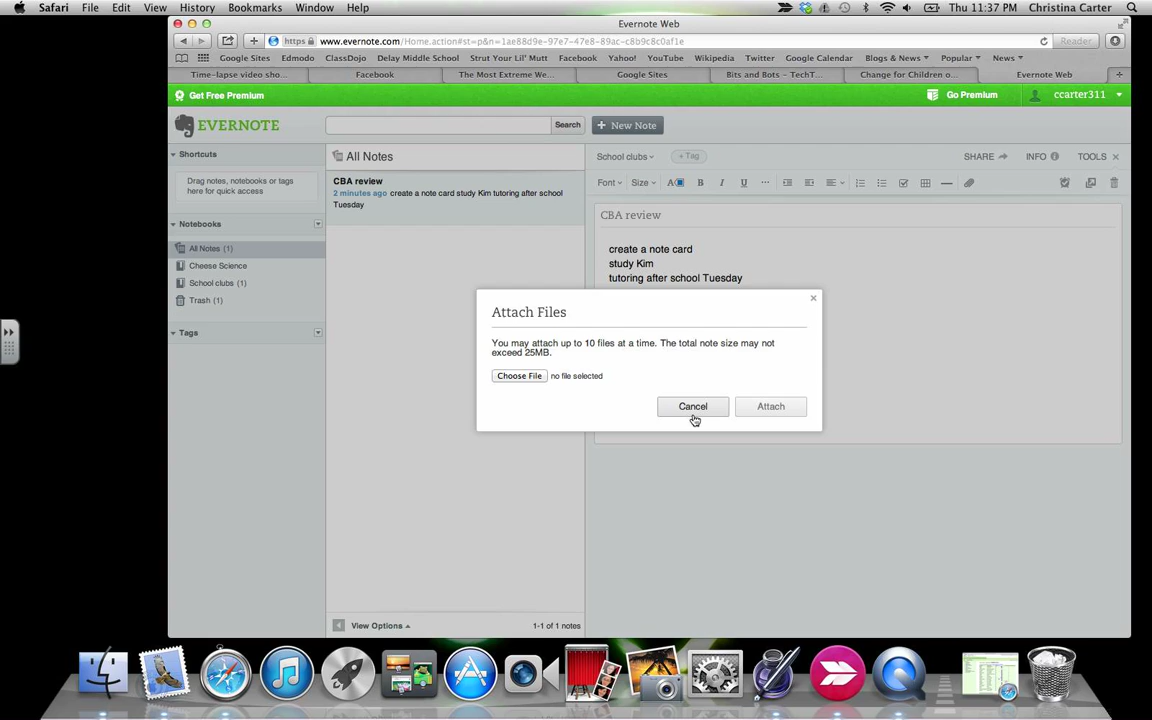 Safari File Edit View History Bookmarks Window Help Thu 11:37 PM Christina Carter
Evernote Web
https www.evernote.com/Home.action#st=p&n=1ae88d9e-97e7-47e8-89ac-c8b9c8c0af1e Reader
Google Sites Edmodo ClassDojo Delay Middle School Strut Your Lil' Mutt Facebook Yahoo! YouTube Wikipedia Twitter Google Calendar Blogs & News Popular News
Time-lapse video sho... Facebook The Most Extreme We... Google Sites Bits and Bots – TechT... Change for Children o... Evernote Web
Get Free Premium Go Premium ccarter311
EVERNOTE Search + New Note
Shortcuts
Drag notes, notebooks or tags
here for quick access
Notebooks
All Notes (1)
Cheese Science
School clubs (1)
Trash (1)
Tags
All Notes
CBA review
2 minutes ago create a note card study Kim tutoring after school
Tuesday
View Options 1-1 of 1 notes
School clubs + Tag SHARE INFO TOOLS
Font Size A B I U
CBA review
create a note card
study Kim
tutoring after school Tuesday
Attach Files
You may attach up to 10 files at a time. The total note size may not
exceed 25MB.
Choose File no file selected
Cancel Attach